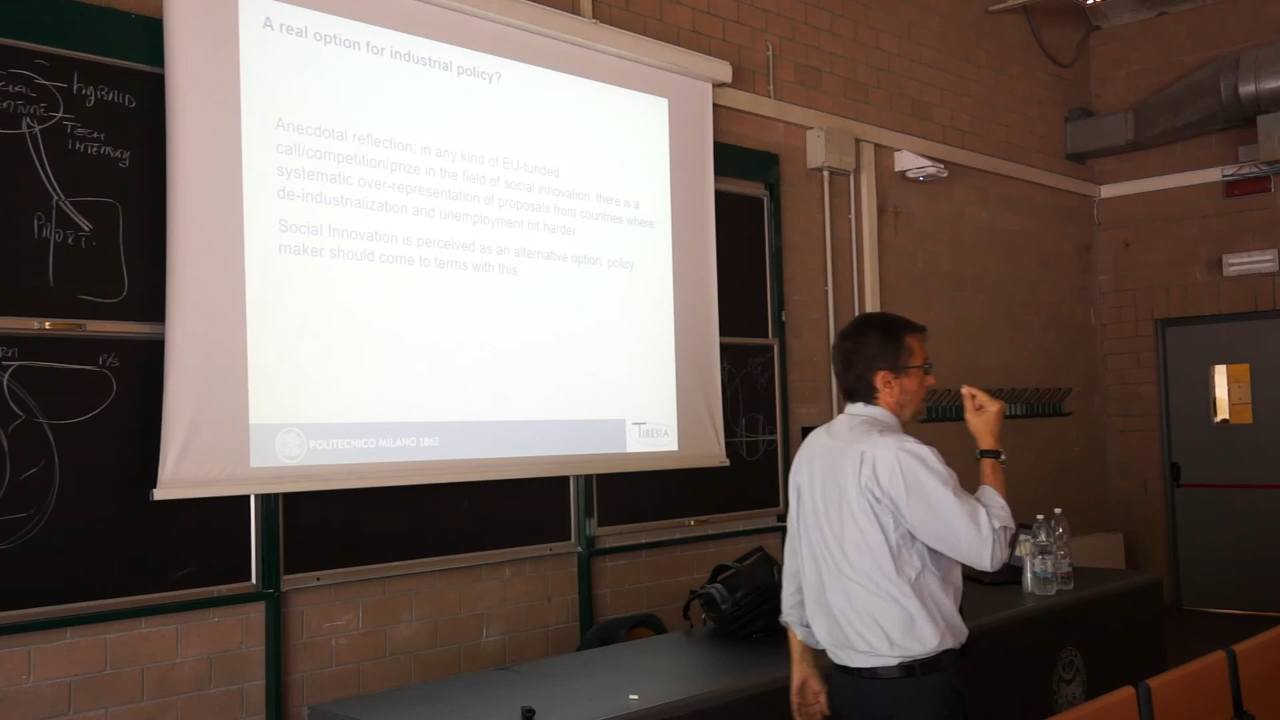 A real option for industrial policy?
Anecdotal reflection: in any kind of EU-funded
call/competition/prize in the field of social innovation, there is a
systematic over-representation of proposals from countries where
de-industrialization and unemployment hit harder.
Social Innovation is perceived as an alternative option, policy
maker should come to terms with this.
POLITECNICO MILANO 1863
TIRESIA
HYBRID
TECH
P/S